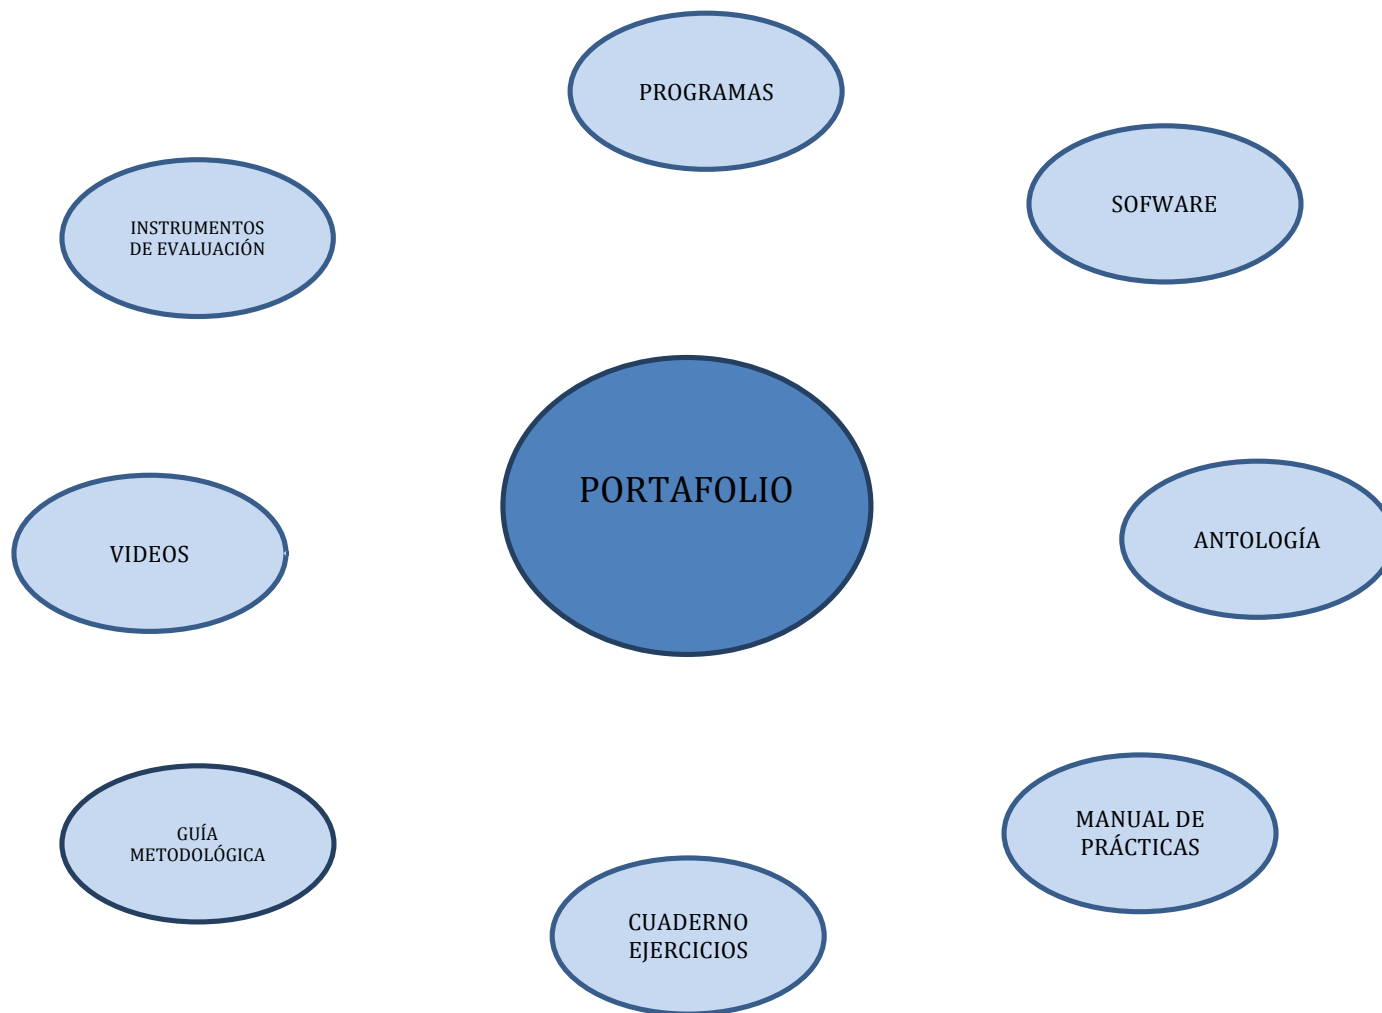 PROGRAMAS
SOFWARE
INSTRUMENTOS
DE EVALUACIÓN
PORTAFOLIO
VIDEOS
ANTOLOGÍA
GUÍA
METODOLÓGICA
MANUAL DE
PRÁCTICAS
CUADERNO
EJERCICIOS